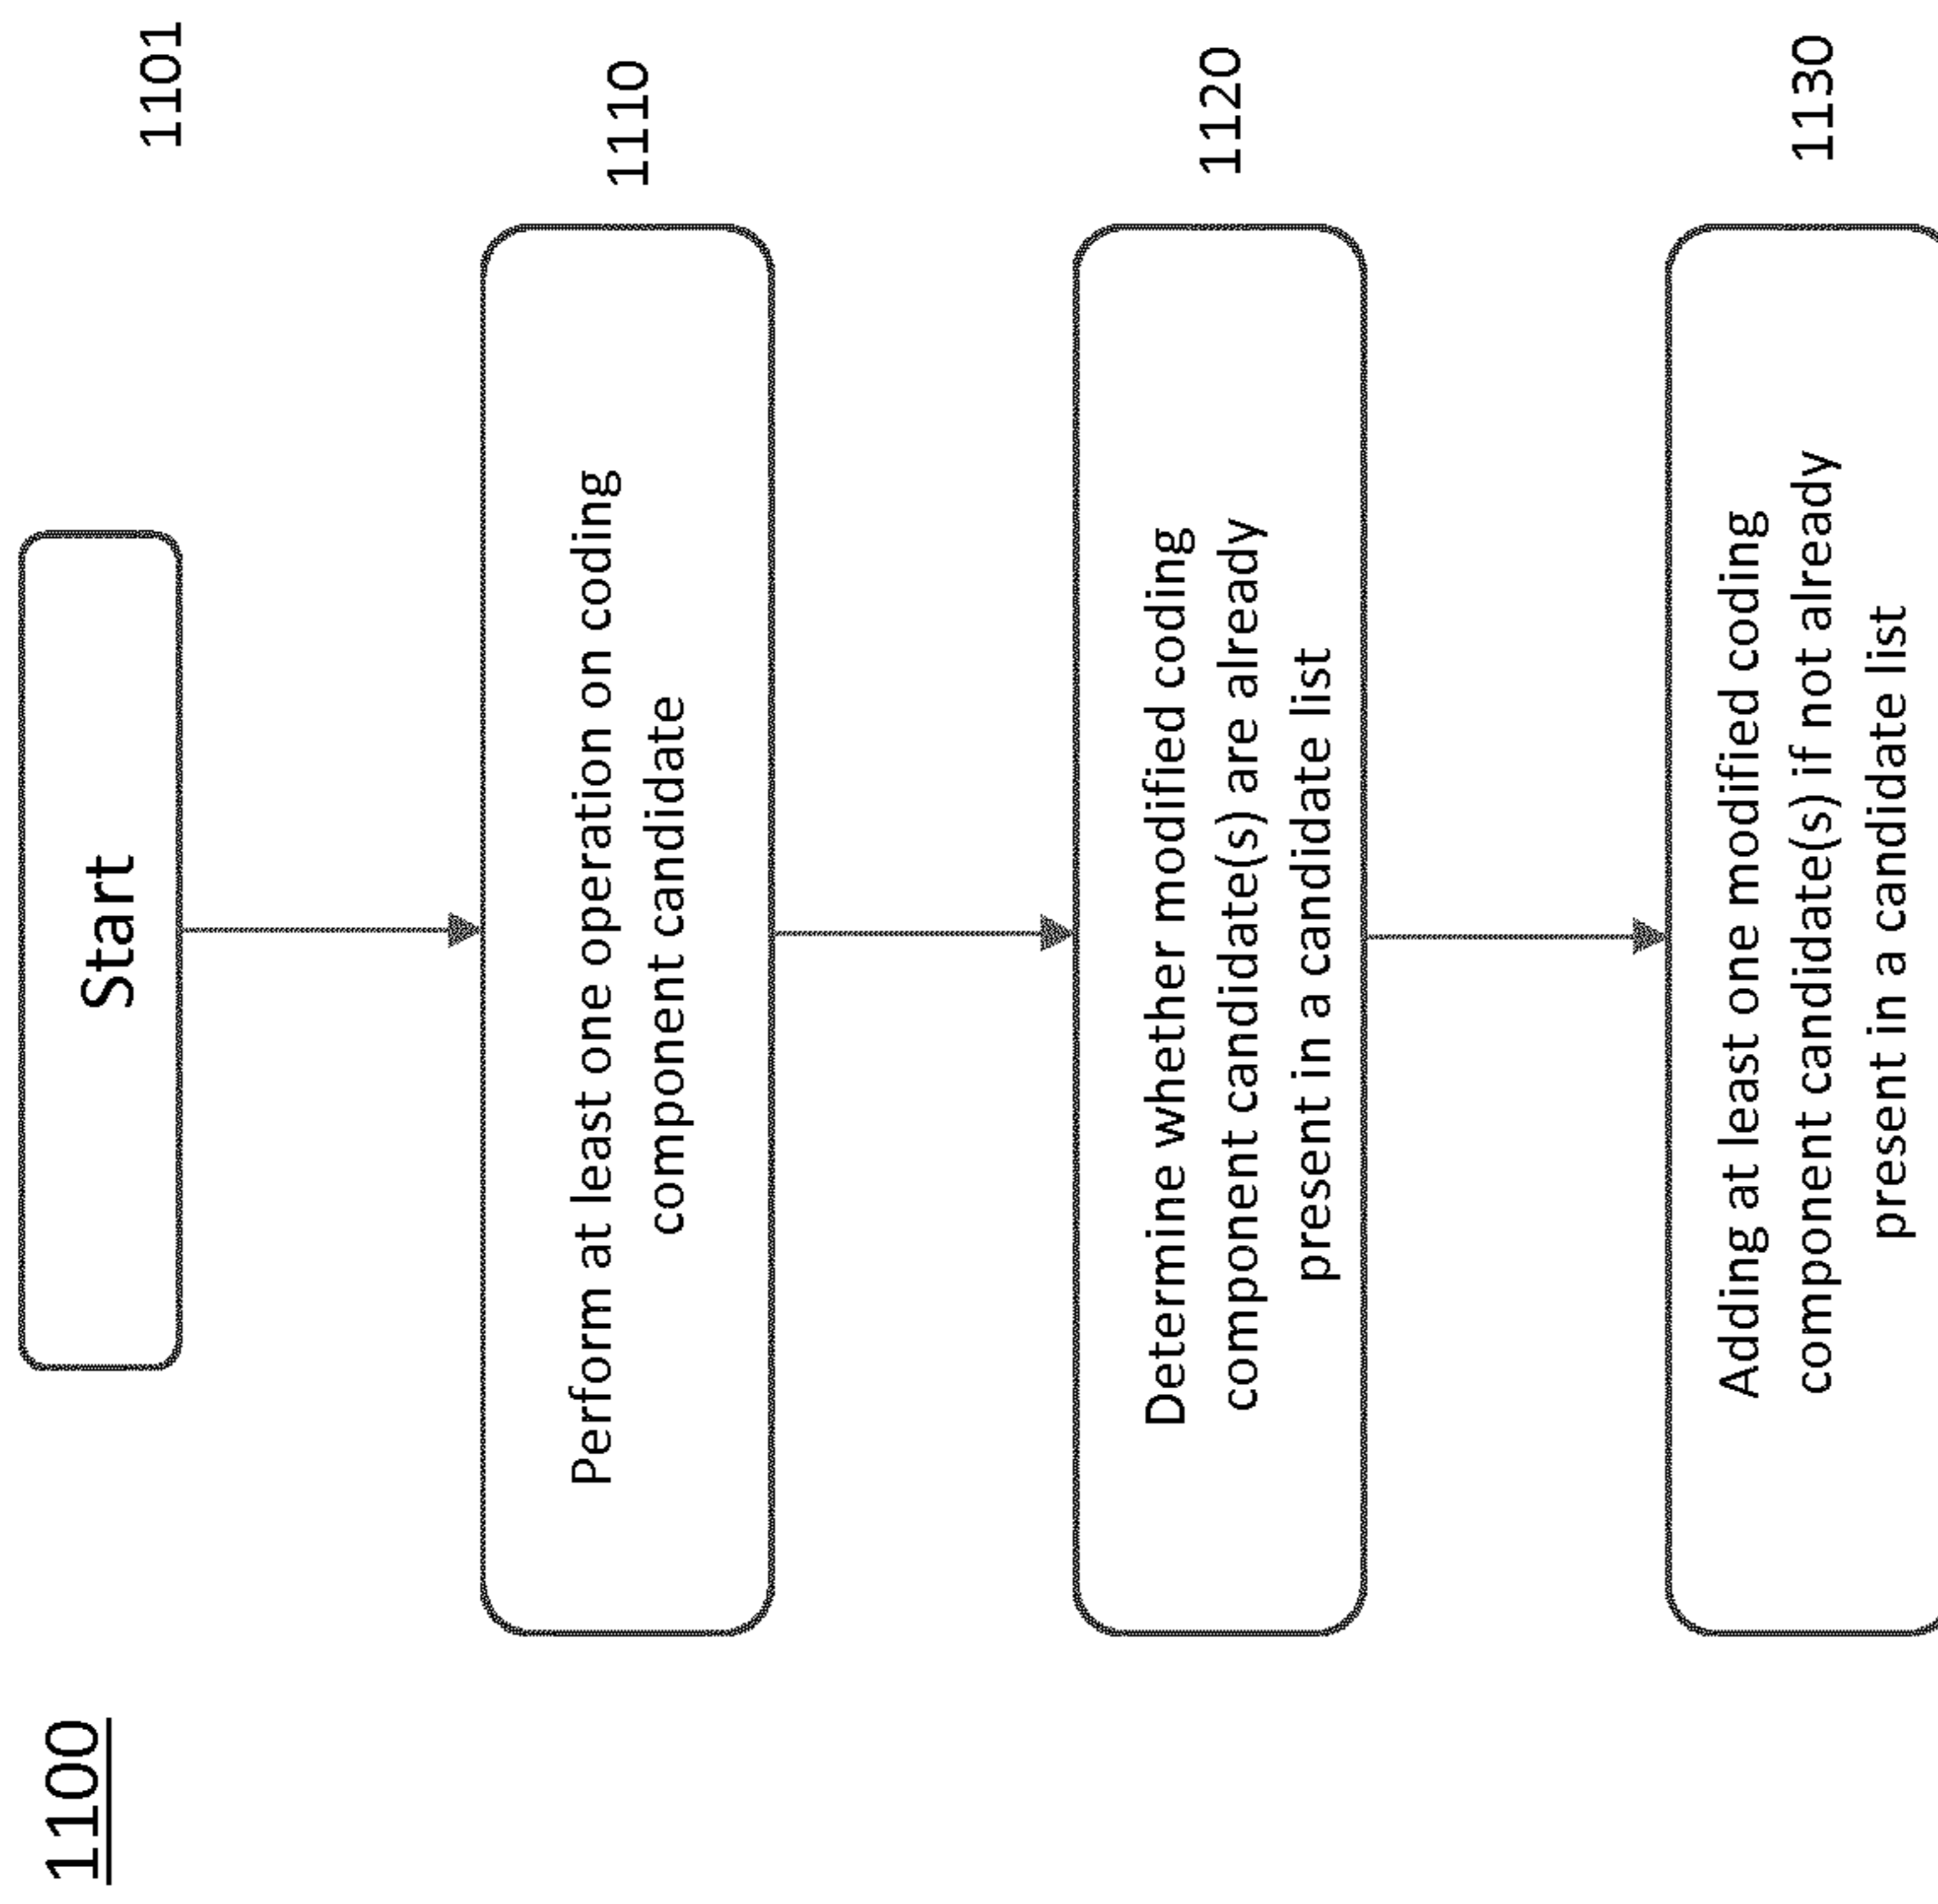 1100
Start
1101
Perform at least one operation on coding
component candidate
1110
Determine whether modified coding
component candidate(s) are already
present in a candidate list
1120
Adding at least one modified coding
component candidate(s) if not already
present in a candidate list
1130